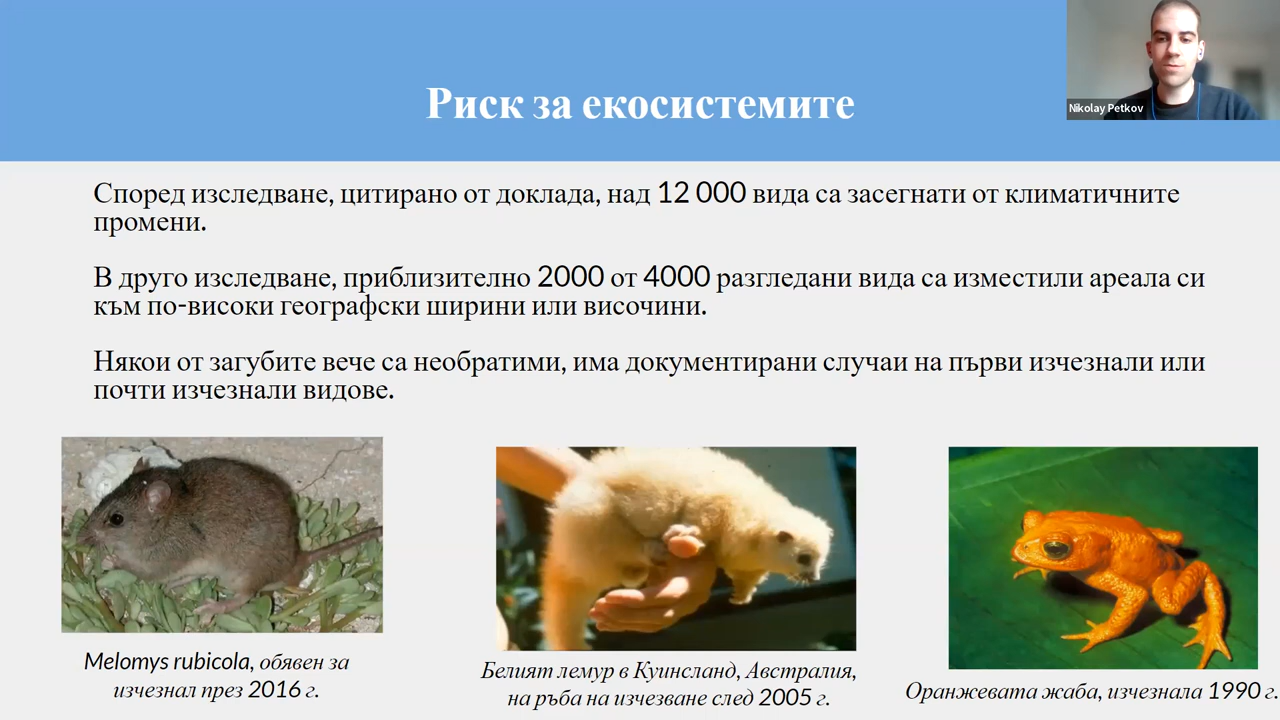 Риск за екосистемите
Nikolay Petkov
Според изследване, цитирано от доклада, над 12 000 вида са засегнати от климатичните
промени.
В друго изследване, приблизително 2000 от 4000 разгледани вида са изместили ареала си
към по-високи географски ширини или височини.
Някои от загубите вече са необратими, има документирани случаи на първи изчезнали или
почти изчезнали видове.
Melomys rubicola, обявен за
изчезнал през 2016 г.
Белият лемур в Куинсланд, Австралия,
на ръба на изчезване след 2005 г.
Оранжевата жаба, изчезнала 1990 г.